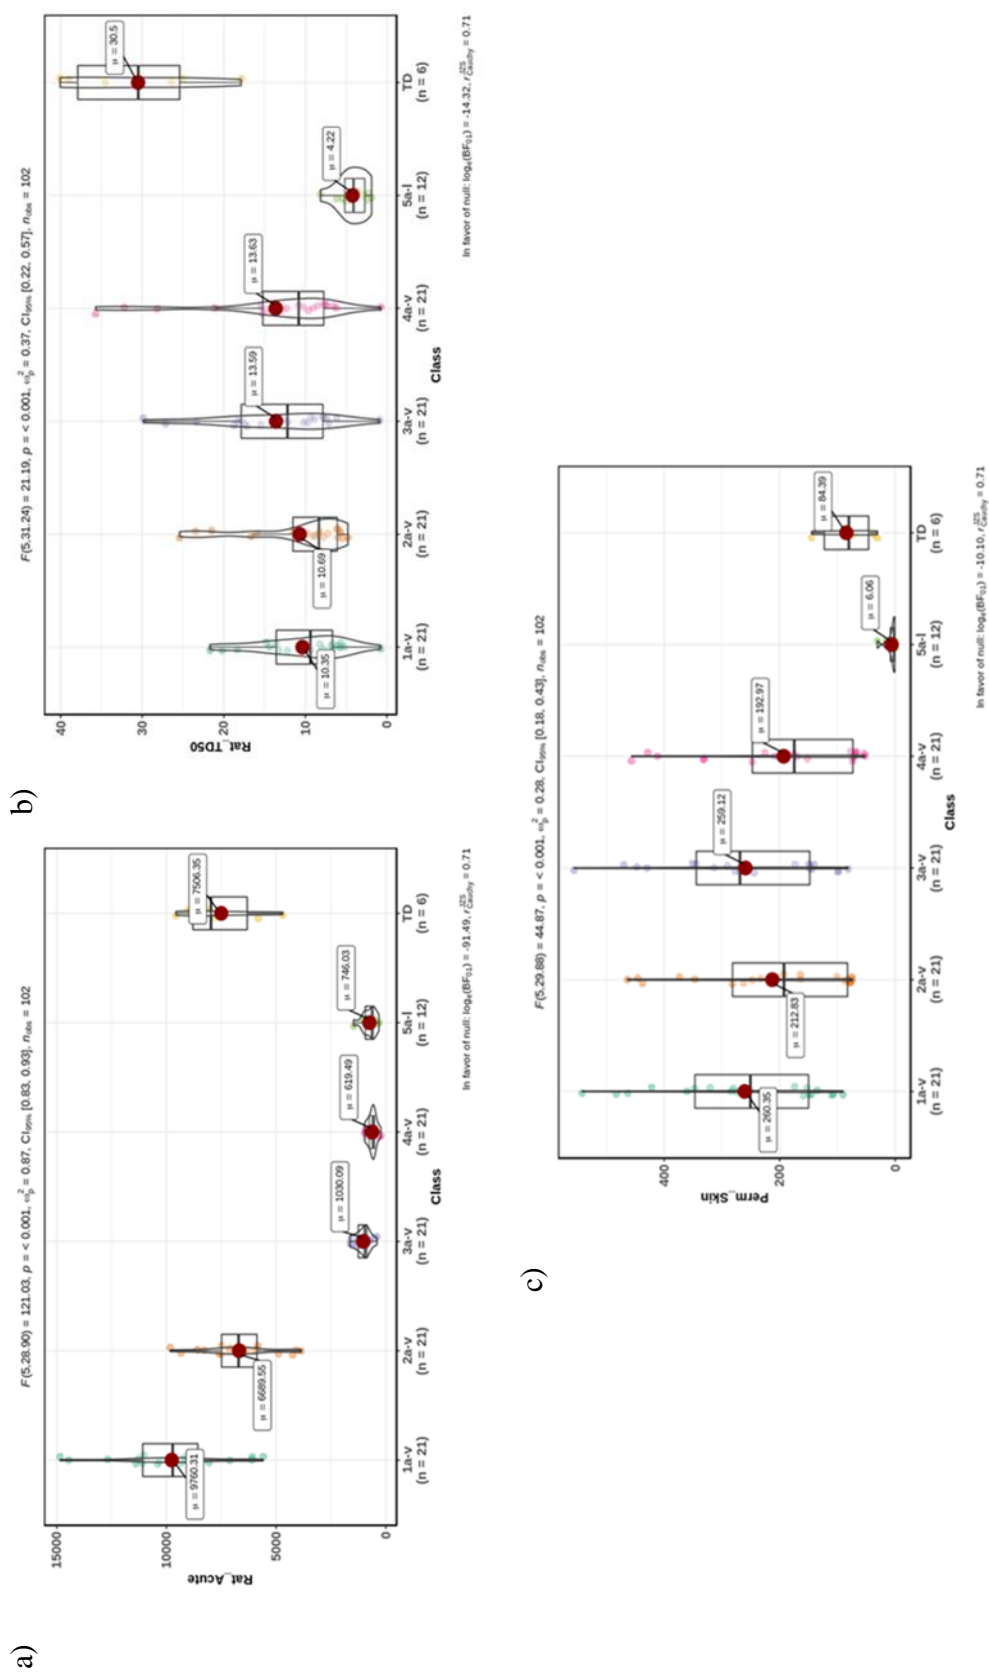 a)
F(5,28.90) = 121.03, p = < 0.001, ω²p = 0.87, CI95% [0.83, 0.93], nobs = 102
Rat_Acute
15000
10000
5000
0
μ = 9760.31
μ = 6689.55
μ = 1030.09
μ = 619.49
μ = 746.03
μ = 7506.35
1a-v (n = 21)
2a-v (n = 21)
3a-v (n = 21)
4a-v (n = 21)
5a-l (n = 12)
TD (n = 6)
Class
In favor of null: loge(BF01) = -91.49, rJZS Cauchy = 0.71
b)
F(5,31.24) = 21.19, p = < 0.001, ω²p = 0.37, CI95% [0.22, 0.57], nobs = 102
Rat_TD50
40
30
20
10
0
μ = 10.35
μ = 10.69
μ = 13.59
μ = 13.63
μ = 4.22
μ = 30.5
1a-v (n = 21)
2a-v (n = 21)
3a-v (n = 21)
4a-v (n = 21)
5a-l (n = 12)
TD (n = 6)
Class
In favor of null: loge(BF01) = -14.32, rJZS Cauchy = 0.71
c)
F(5,29.88) = 44.87, p = < 0.001, ω²p = 0.28, CI95% [0.18, 0.43], nobs = 102
Perm_Skin
400
200
0
μ = 260.35
μ = 212.83
μ = 259.12
μ = 192.97
μ = 6.06
μ = 84.39
1a-v (n = 21)
2a-v (n = 21)
3a-v (n = 21)
4a-v (n = 21)
5a-l (n = 12)
TD (n = 6)
Class
In favor of null: loge(BF01) = -10.10, rJZS Cauchy = 0.71